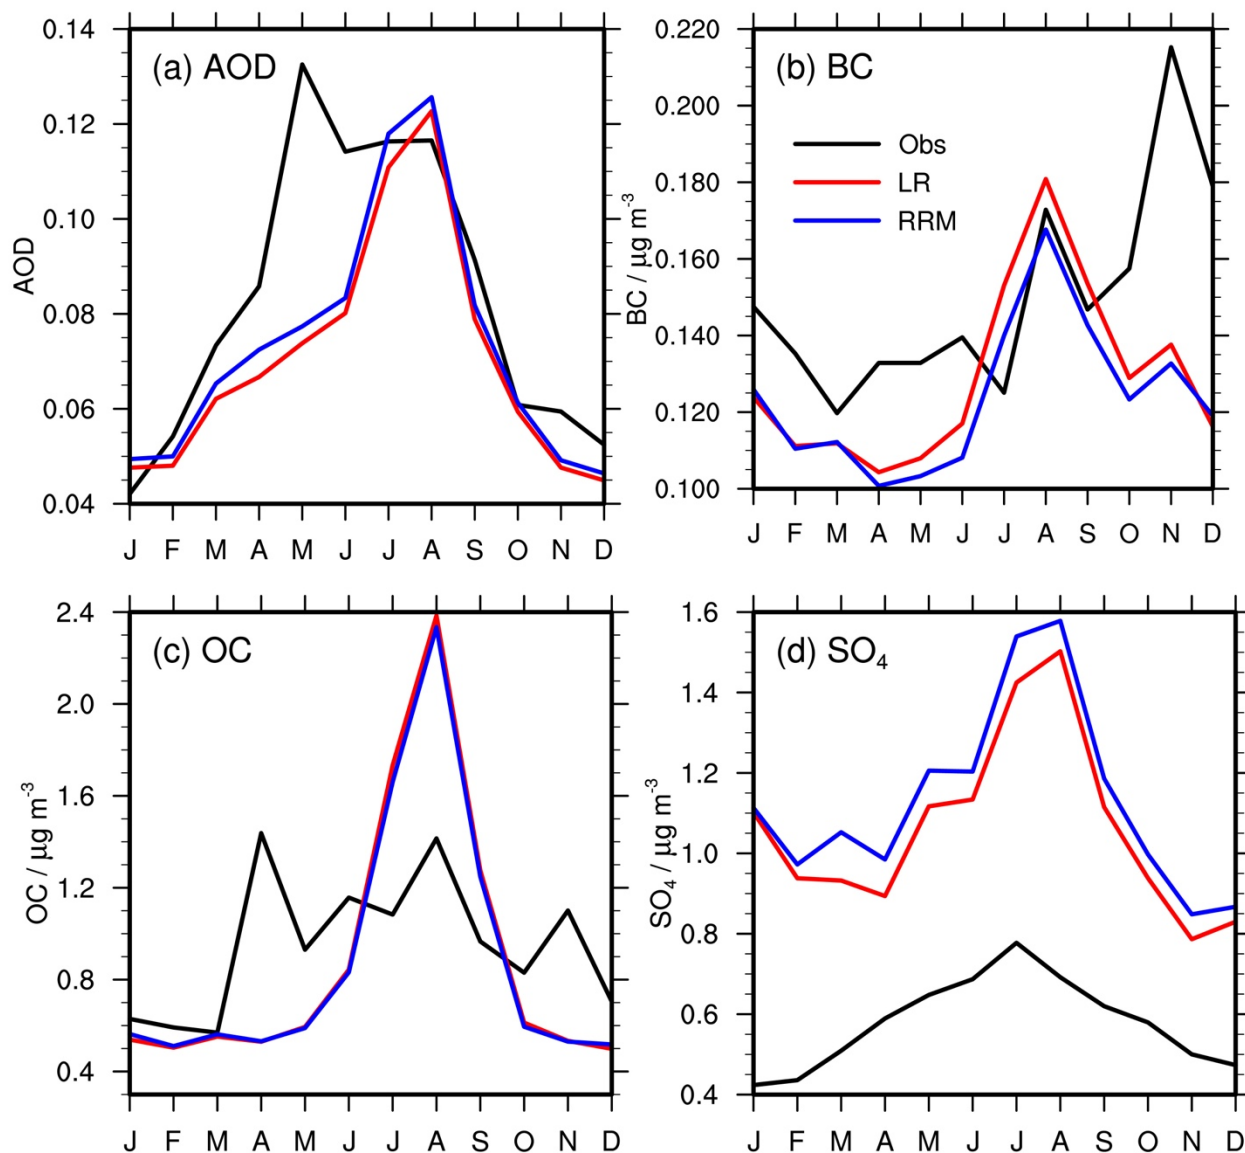 (a) AOD
0.14
0.12
0.10
0.08
0.06
0.04
AOD
J F M A M J J A S O N D
(b) BC
0.220
0.200
0.180
0.160
0.140
0.120
0.100
BC / µg m⁻³
Obs
LR
RRM
J F M A M J J A S O N D
(c) OC
2.4
2.0
1.6
1.2
0.8
0.4
OC / µg m⁻³
J F M A M J J A S O N D
(d) SO₄
1.6
1.4
1.2
1.0
0.8
0.6
0.4
SO₄ / µg m⁻³
J F M A M J J A S O N D